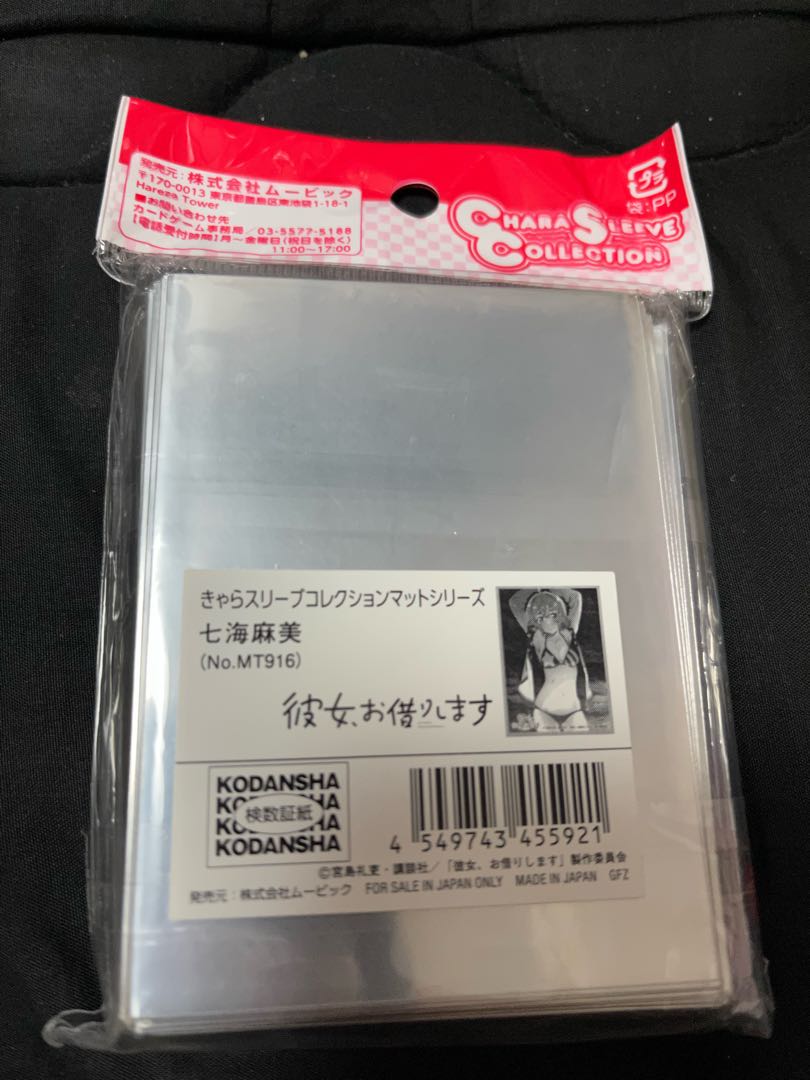 発売元:株式会社ムービック
〒170-0013 東京都豊島区東池袋1-18-1
Hareza Tower
■お問い合わせ先
カードゲーム事務局／03-5577-5188
【電話受付時間】月～金曜日(祝日を除く)
11:00～17:00
プラ
袋:PP
CHARA SLEEVE
COLLECTION
きゃらスリーブコレクションマットシリーズ
七海麻美
(No.MT916)
彼女、お借りします
KODANSHA
検数証紙
KODANSHA
4 549743 455921
©宮島礼吏・講談社／「彼女、お借りします」製作委員会
発売元：株式会社ムービック FOR SALE IN JAPAN ONLY MADE IN JAPAN GFZ